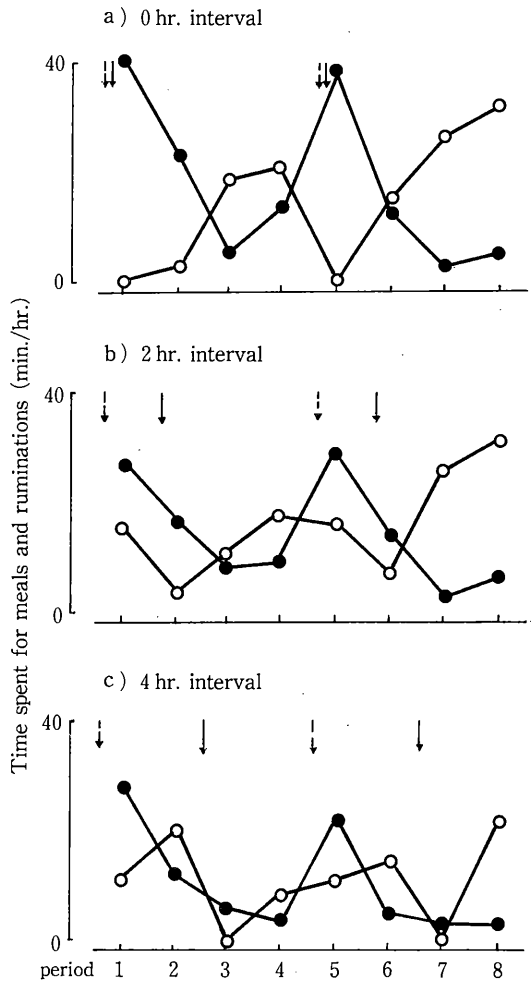 a) 0 hr. interval
40
0
b) 2 hr. interval
40
0
c) 4 hr. interval
40
0
period 1 2 3 4 5 6 7 8
Time spent for meals and ruminations (min./hr.)